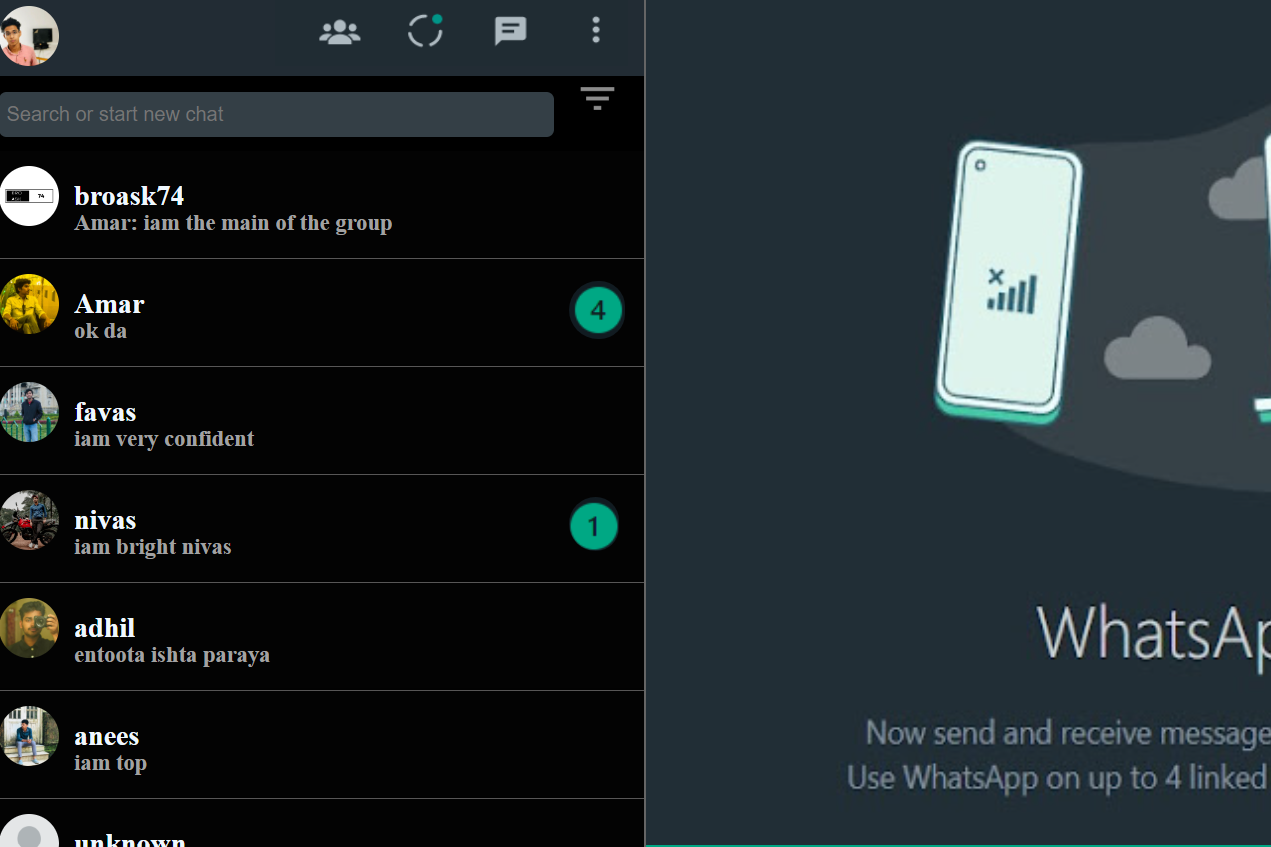 Search or start new chat
74
broask74
Amar: iam the main of the group
Amar
4
ok da
favas
iam very confident
nivas
1
iam bright nivas
adhil
entoota ishta paraya
anees
iam top
unknown
WhatsAp
Now send and receive message
Use WhatsApp on up to 4 linked